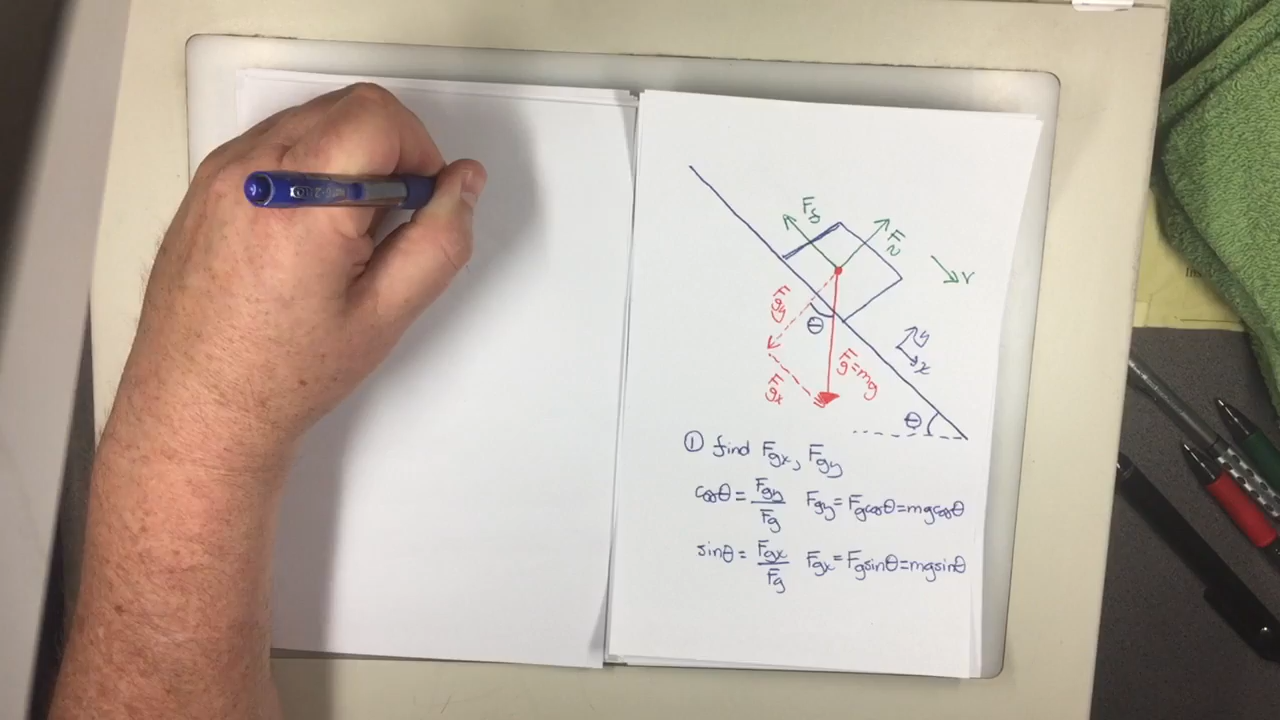 Ff
FN
v
Fgy
θ
Fg=mg
y
x
Fgx
θ
① find Fgx, Fgy
cosθ = Fgy/Fg Fgy = Fgcosθ = mgcosθ
sinθ = Fgx/Fg Fgx = Fgsinθ = mgsinθ